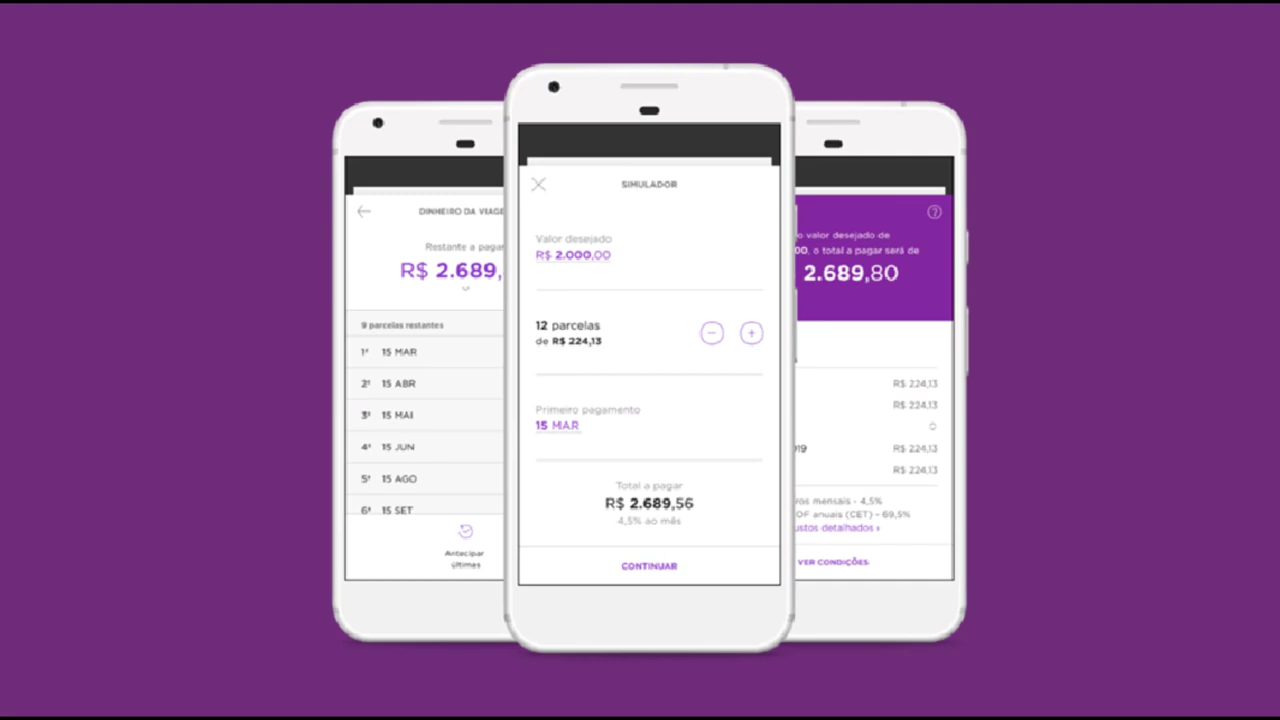 DINHEIRO DA VIAGE
Restante a pagar
R$ 2.689,
9 parcelas restantes
1ª 15 MAR
2ª 15 ABR
3ª 15 MAI
4ª 15 JUN
5ª 15 AGO
6ª 15 SET
Antecipar
últimas
SIMULADOR
Valor desejado
R$ 2.000,00
12 parcelas
de R$ 224,13
Primeiro pagamento
15 MAR
Total a pagar
R$ 2.689,56
4,5% ao mês
CONTINUAR
o valor desejado de
00, o total a pagar será de
2.689,80
R$ 224,13
R$ 224,13
019 R$ 224,13
R$ 224,13
ros mensais - 4,5%
OF anuais (CET) - 69,5%
ustos detalhados ›
VER CONDIÇÕES